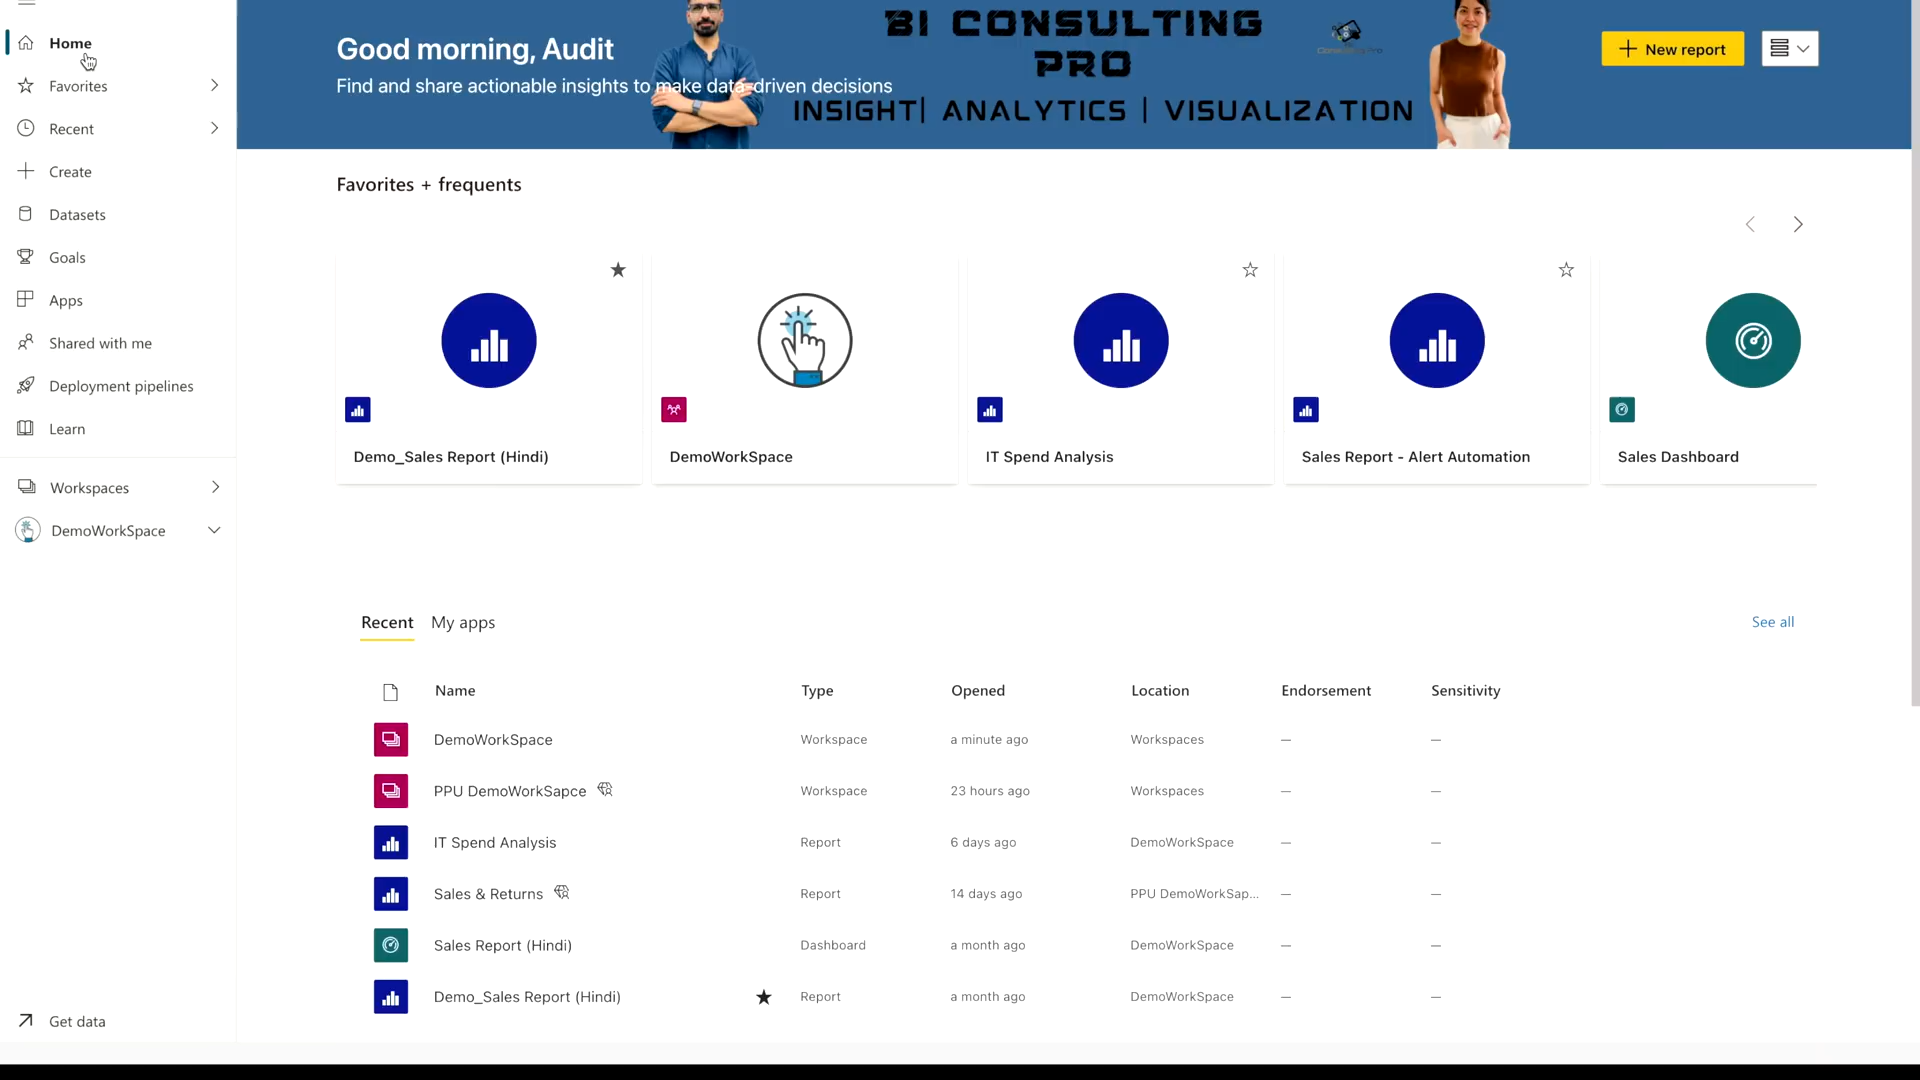 Home
Favorites
Recent
Create
Datasets
Goals
Apps
Shared with me
Deployment pipelines
Learn
Workspaces
DemoWorkSpace
Get data
Good morning, Audit
Find and share actionable insights to make data-driven decisions
BI CONSULTING
PRO
INSIGHT| ANALYTICS | VISUALIZATION
New report
Favorites + frequents
Demo_Sales Report (Hindi)
DemoWorkSpace
IT Spend Analysis
Sales Report - Alert Automation
Sales Dashboard
Recent My apps See all
Name Type Opened Location Endorsement Sensitivity
DemoWorkSpace Workspace a minute ago Workspaces — —
PPU DemoWorkSapce Workspace 23 hours ago Workspaces — —
IT Spend Analysis Report 6 days ago DemoWorkSpace — —
Sales & Returns Report 14 days ago PPU DemoWorkSap... — —
Sales Report (Hindi) Dashboard a month ago DemoWorkSpace — —
Demo_Sales Report (Hindi) Report a month ago DemoWorkSpace — —